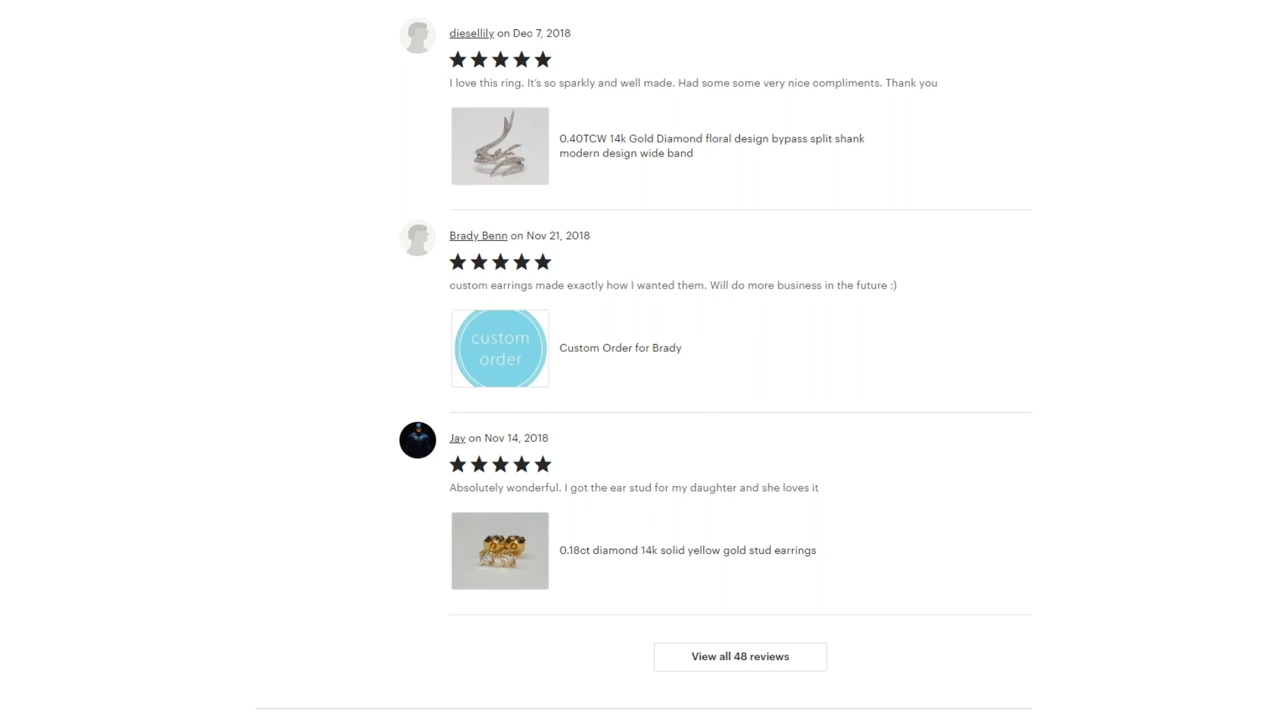 diesellily on Dec 7, 2018
I love this ring. It's so sparkly and well made. Had some some very nice compliments. Thank you
0.40TCW 14k Gold Diamond floral design bypass split shank
modern design wide band
Brady Benn on Nov 21, 2018
custom earrings made exactly how I wanted them. Will do more business in the future :)
custom
order
Custom Order for Brady
Jay on Nov 14, 2018
Absolutely wonderful. I got the ear stud for my daughter and she loves it
0.18ct diamond 14k solid yellow gold stud earrings
View all 48 reviews